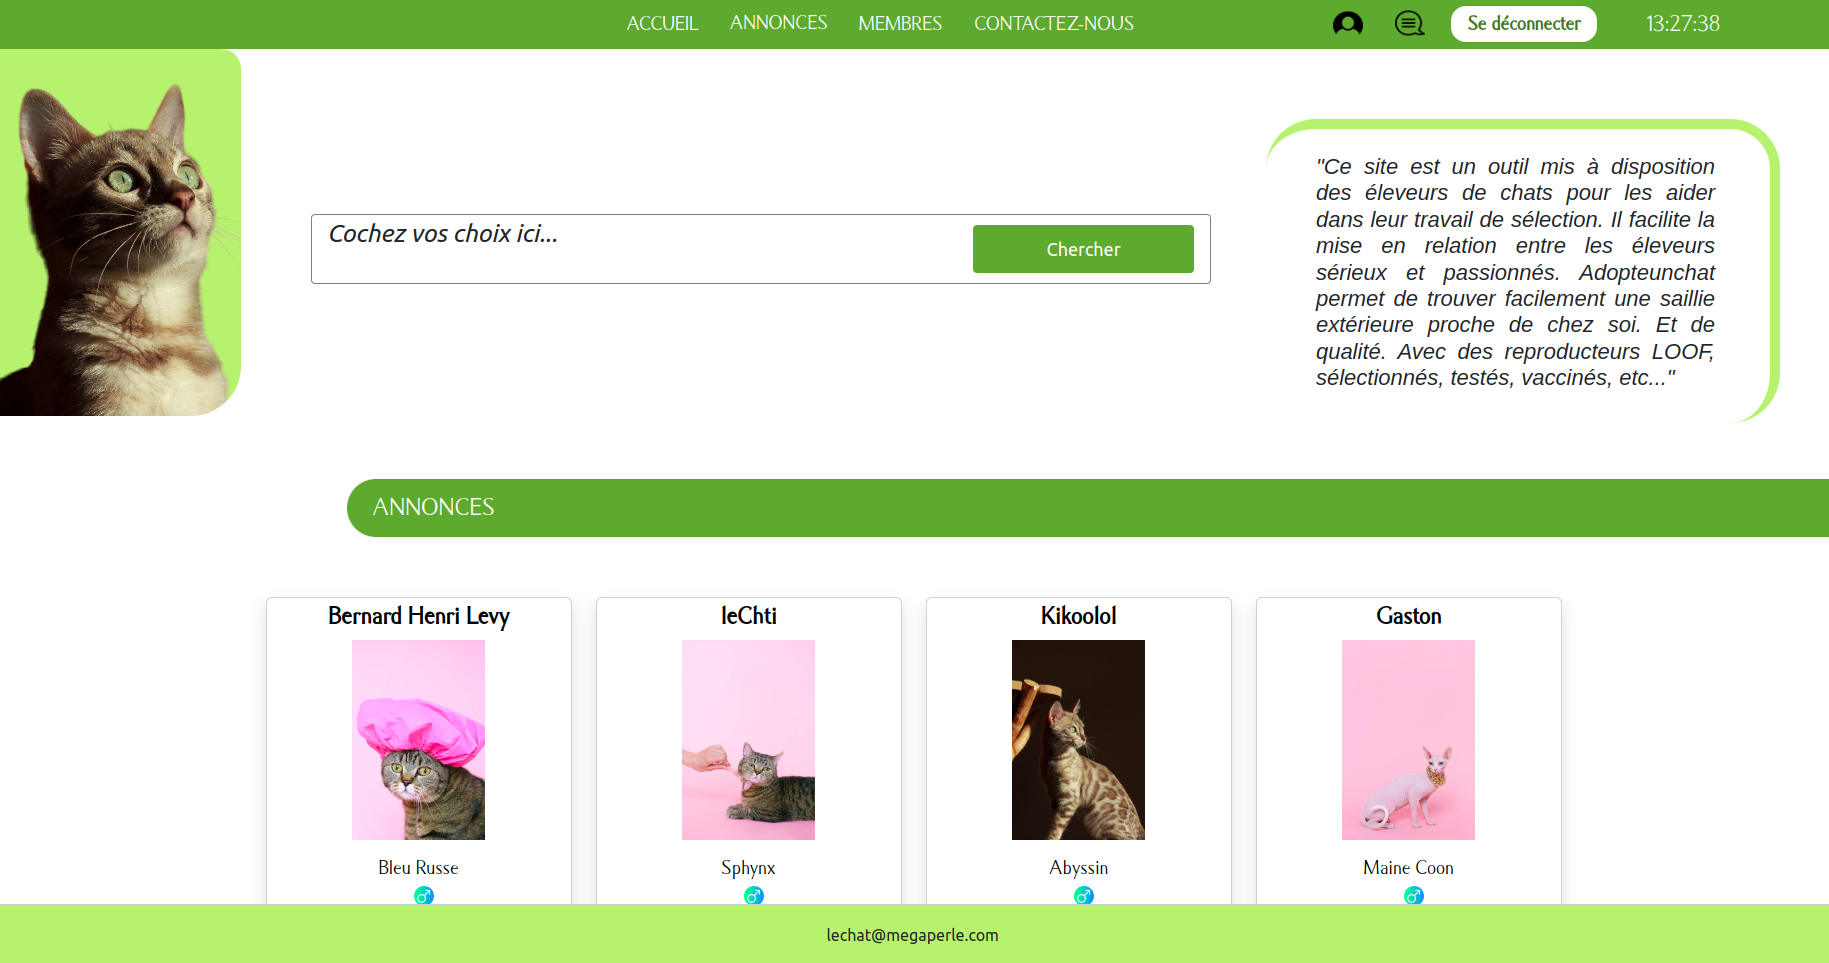 ACCUEIL ANNONCES MEMBRES CONTACTEZ-NOUS Se déconnecter 13:27:38
Cochez vos choix ici...
Chercher
"Ce site est un outil mis à disposition
des éleveurs de chats pour les aider
dans leur travail de sélection. Il facilite la
mise en relation entre les éleveurs
sérieux et passionnés. Adopteunchat
permet de trouver facilement une saillie
extérieure proche de chez soi. Et de
qualité. Avec des reproducteurs LOOF,
sélectionnés, testés, vaccinés, etc..."
ANNONCES
Bernard Henri Levy
Bleu Russe
leChti
Sphynx
Kikoolol
Abyssin
Gaston
Maine Coon
lechat@megaperle.com